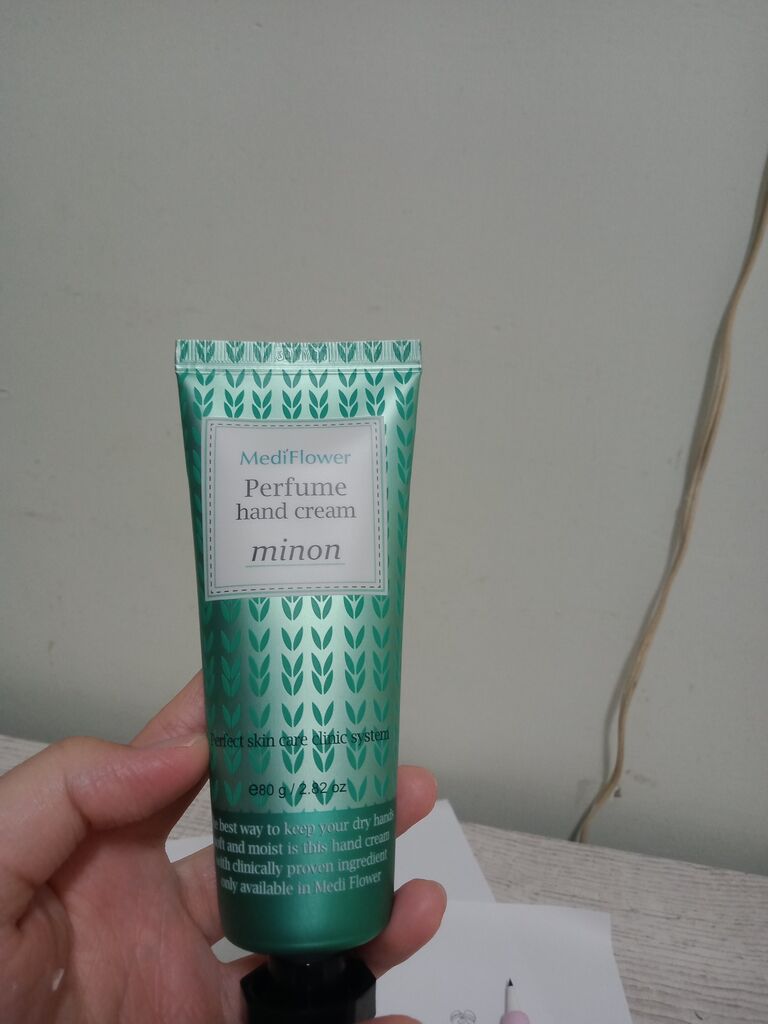 MediFlower
Perfume
hand cream
minon
Perfect skin care clinic system
e80 g / 2.82 oz
best way to keep your dry hands
soft and moist is this hand cream
with clinically proven ingredient
only available in Medi Flower